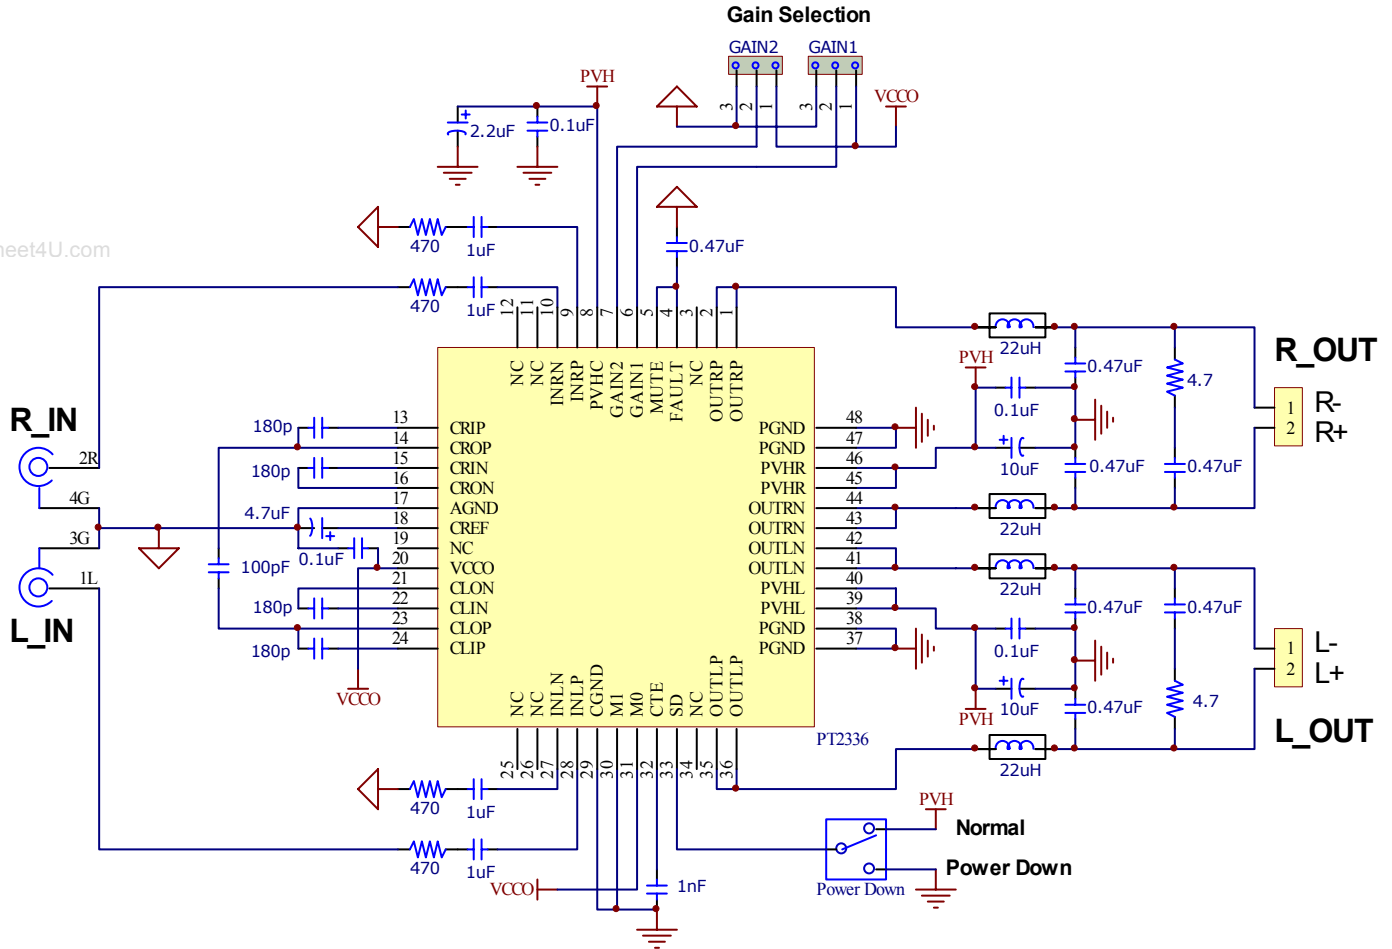 Gain Selection
GAIN2 GAIN1
PVH
3 2 1 3 2 1
VCCO
2.2uF 0.1uF
470 1uF
0.47uF
heet4U.com
470 1uF
12 11 10 9 8 7 6 5 4 3 2 1
NC NC INRN INRP PVHC GAIN2 GAIN1 MUTE FAULT NC OUTRP OUTRP
22uH
PVH
0.47uF
4.7
0.1uF
10uF
0.47uF 0.47uF
22uH
R_OUT
1 R-
2 R+
R_IN
2R
4G
3G
1L
L_IN
180p
180p
4.7uF
0.1uF
100pF
180p
180p
VCCO
13 CRIP
14 CROP
15 CRIN
16 CRON
17 AGND
18 CREF
19 NC
20 VCCO
21 CLON
22 CLIN
23 CLOP
24 CLIP
PGND 48
PGND 47
PVHR 46
PVHR 45
OUTRN 44
OUTRN 43
OUTLN 42
OUTLN 41
PVHL 40
PVHL 39
PGND 38
PGND 37
22uH
0.47uF 0.47uF
0.1uF
10uF
PVH
0.47uF
4.7
22uH
1 L-
2 L+
L_OUT
NC NC INLN INLP CGND M1 M0 CTE SD NC OUTLP OUTLP
25 26 27 28 29 30 31 32 33 34 35 36
PT2336
470 1uF
470 1uF
VCCO
1nF
PVH
Normal
Power Down
Power Down